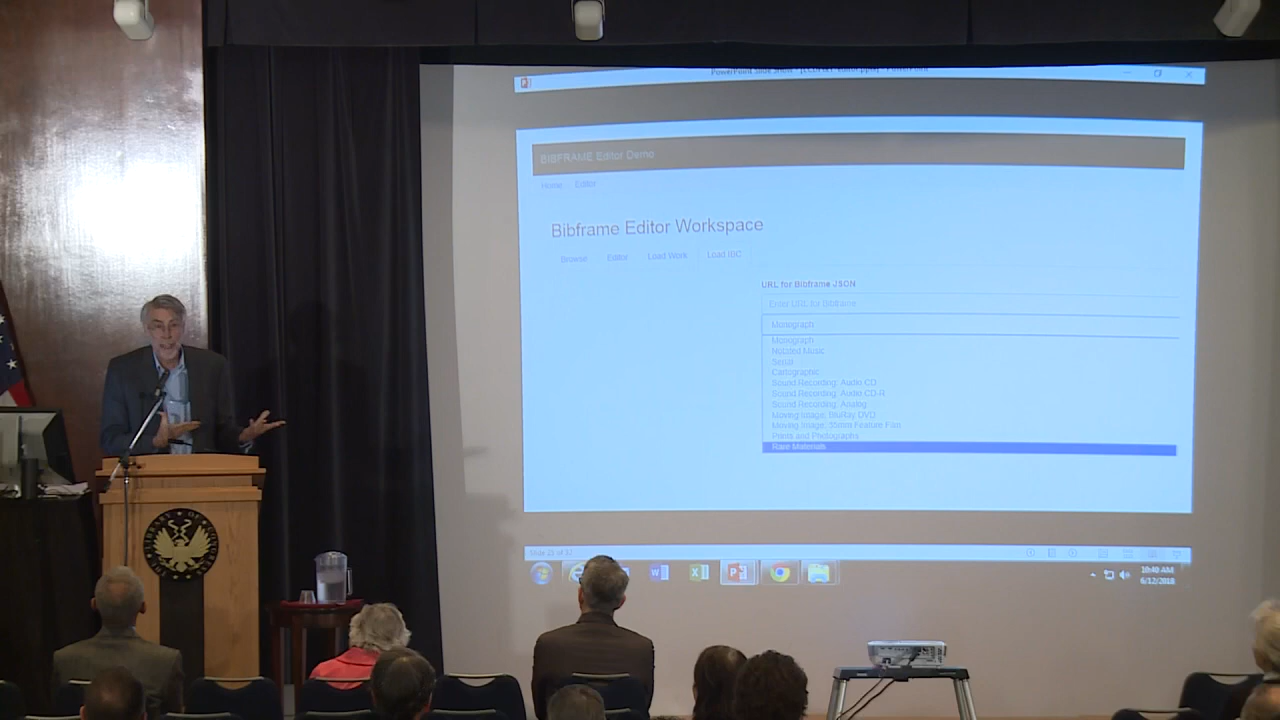 BIBFRAME Editor Demo
Home Editor
Bibframe Editor Workspace
Browse Editor Load Work Load IBC
URL for Bibframe JSON
Enter URL for Bibframe
Monograph
Monograph
Notated Music
Serial
Cartographic
Sound Recording: Audio CD
Sound Recording: Audio CD-R
Sound Recording: Analog
Moving Image: BluRay DVD
Moving Image: 35mm Feature Film
Prints and Photographs
Rare Materials
10:40 AM
6/12/2018
LIBRARY OF CONGRESS